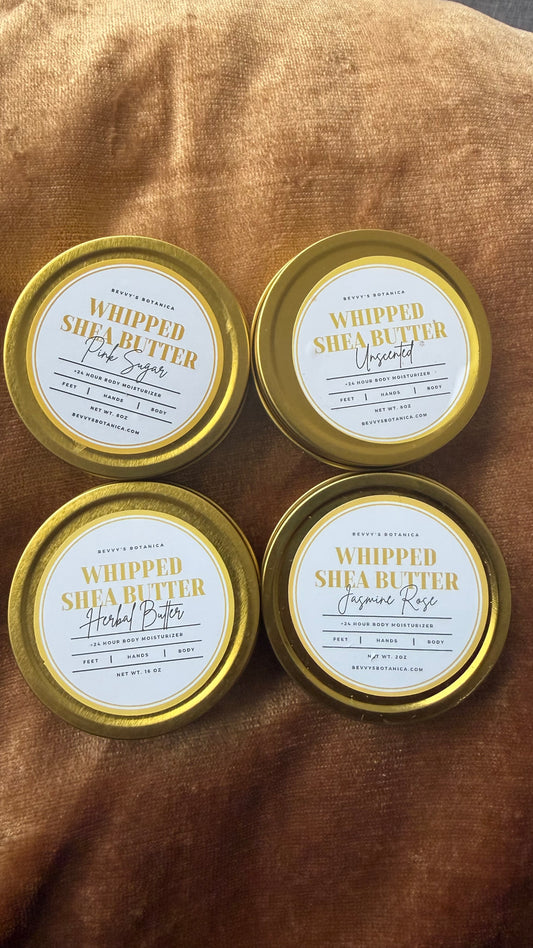 BEVVY'S BOTANICA
WHIPPED
SHEA BUTTER
Pink Sugar
+24 HOUR BODY MOISTURIZER
FEET | HANDS | BODY
NET WT. 8OZ
BEVVYSBOTANICA.COM
BEVVY'S BOTANICA
WHIPPED
SHEA BUTTER
Unscented
+24 HOUR BODY MOISTURIZER
FEET | HANDS | BODY
NET WT. 8OZ
BEVVYSBOTANICA.COM
BEVVY'S BOTANICA
WHIPPED
SHEA BUTTER
Herbal Butter
+24 HOUR BODY MOISTURIZER
FEET | HANDS | BODY
NET WT. 16 OZ
BEVVY'S BOTANICA
WHIPPED
SHEA BUTTER
Jasmine Rose
+24 HOUR BODY MOISTURIZER
FEET | HANDS | BODY
NET WT. 2OZ
BEVVYSBOTANICA.COM